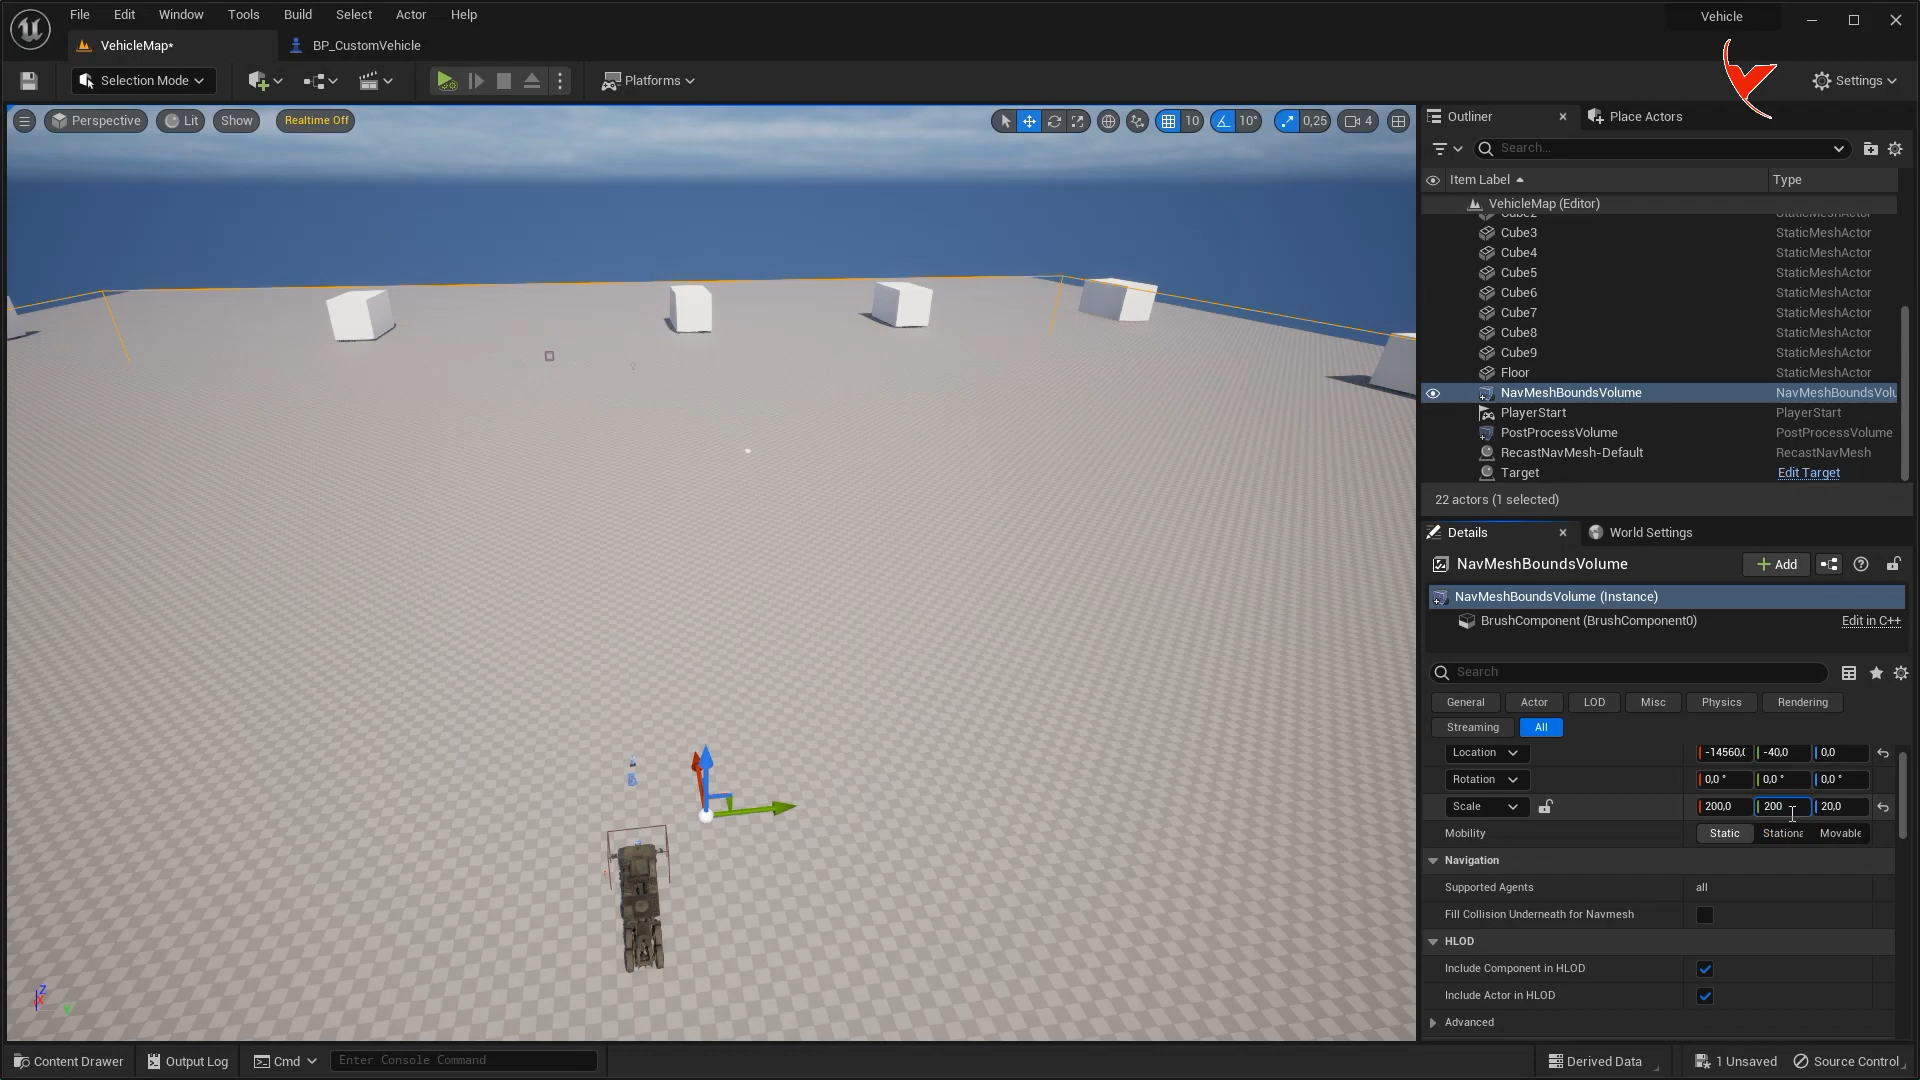 File Edit Window Tools Build Select Actor Help
Vehicle
VehicleMap*
BP_CustomVehicle
Selection Mode
Platforms
Settings
Perspective
Lit
Show
Realtime Off
10
10°
0,25
4
Outliner
Place Actors
Search...
Item Label
Type
VehicleMap (Editor)
Cube2 StaticMeshActor
Cube3 StaticMeshActor
Cube4 StaticMeshActor
Cube5 StaticMeshActor
Cube6 StaticMeshActor
Cube7 StaticMeshActor
Cube8 StaticMeshActor
Cube9 StaticMeshActor
Floor StaticMeshActor
NavMeshBoundsVolume NavMeshBoundsVolu
PlayerStart PlayerStart
PostProcessVolume PostProcessVolume
RecastNavMesh-Default RecastNavMesh
Target Edit Target
22 actors (1 selected)
Details
World Settings
NavMeshBoundsVolume
Add
NavMeshBoundsVolume (Instance)
BrushComponent (BrushComponent0) Edit in C++
Search
General Actor LOD Misc Physics Rendering
Streaming All
Location -14560,( -40,0 0,0
Rotation 0,0 ° 0,0 ° 0,0 °
Scale 200,0 200 20,0
Mobility Static Stationa Movable
Navigation
Supported Agents all
Fill Collision Underneath for Navmesh
HLOD
Include Component in HLOD
Include Actor in HLOD
Advanced
Z
X
Y
Content Drawer
Output Log
Cmd
Enter Console Command
Derived Data
1 Unsaved
Source Control